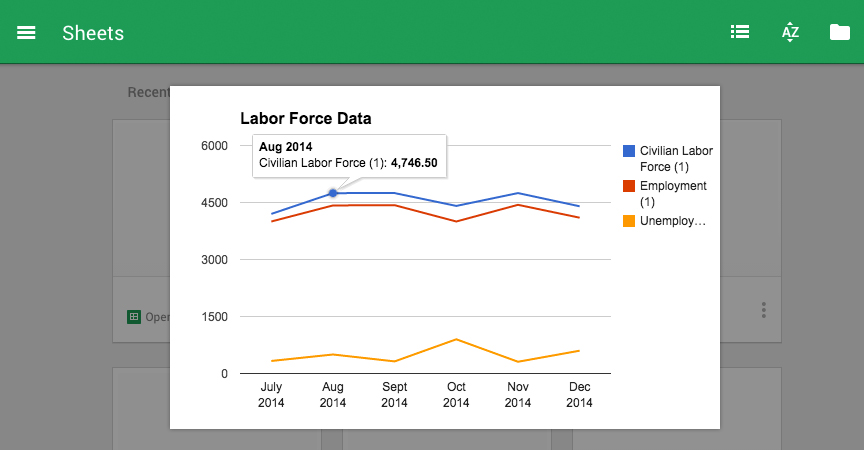 Sheets
AZ
Recent
Labor Force Data
Aug 2014
Civilian Labor Force (1): 4,746.50
6000
4500
3000
1500
0
July
2014
Aug
2014
Sept
2014
Oct
2014
Nov
2014
Dec
2014
Civilian Labor
Force (1)
Employment
(1)
Unemploy…
Open